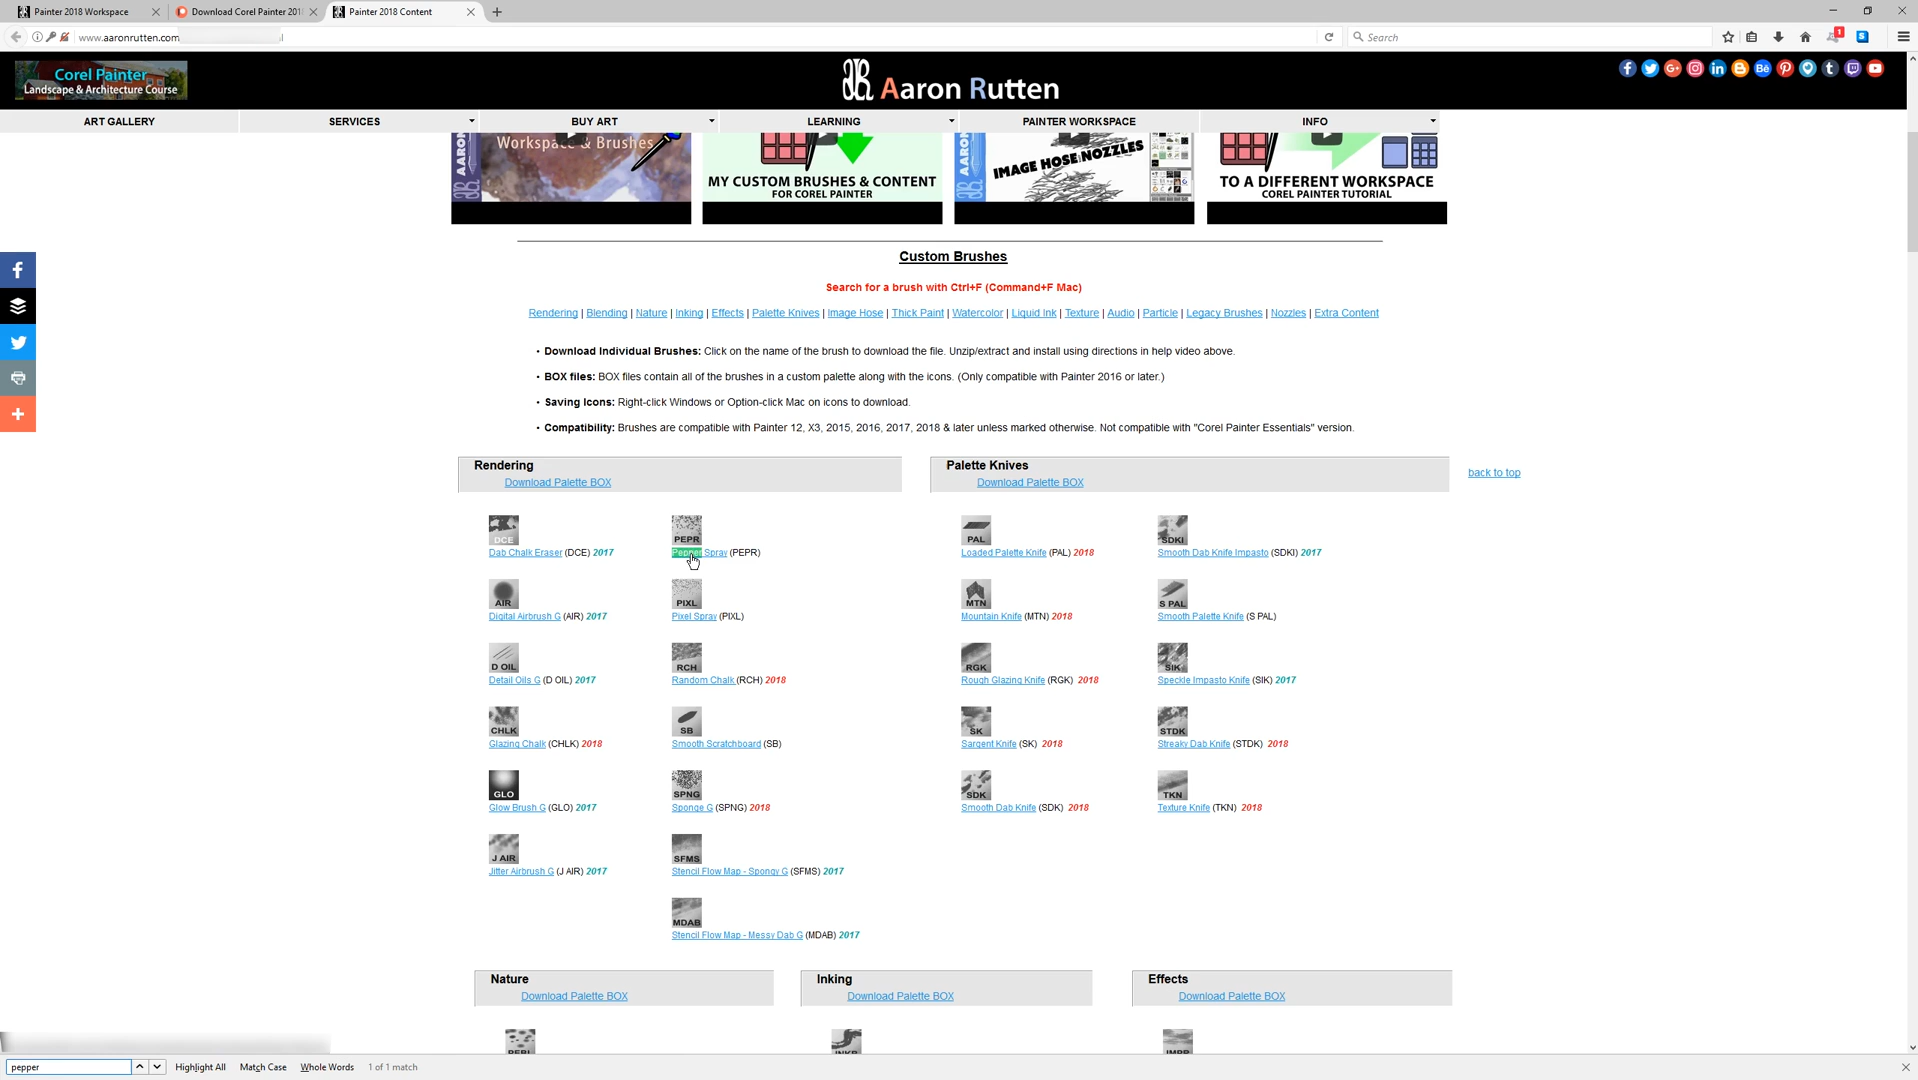 Painter 2018 Workspace
Download Corel Painter 2018
Painter 2018 Content
www.aaronrutten.com
Search
1
Corel Painter
Landscape & Architecture Course
Aaron Rutten
ART GALLERY
SERVICES
BUY ART
LEARNING
PAINTER WORKSPACE
INFO
Workspace & Brushes
MY CUSTOM BRUSHES & CONTENT
FOR COREL PAINTER
IMAGE HOSE NOZZLES
TO A DIFFERENT WORKSPACE
COREL PAINTER TUTORIAL
Custom Brushes
Search for a brush with Ctrl+F (Command+F Mac)
Rendering | Blending | Nature | Inking | Effects | Palette Knives | Image Hose | Thick Paint | Watercolor | Liquid Ink | Texture | Audio | Particle | Legacy Brushes | Nozzles | Extra Content
• Download Individual Brushes: Click on the name of the brush to download the file. Unzip/extract and install using directions in help video above.
• BOX files: BOX files contain all of the brushes in a custom palette along with the icons. (Only compatible with Painter 2016 or later.)
• Saving Icons: Right-click Windows or Option-click Mac on icons to download.
• Compatibility: Brushes are compatible with Painter 12, X3, 2015, 2016, 2017, 2018 & later unless marked otherwise. Not compatible with "Corel Painter Essentials" version.
Rendering
Download Palette BOX
Palette Knives
Download Palette BOX
back to top
DCE
Dab Chalk Eraser (DCE) 2017
PEPR
Pepper Spray (PEPR)
PAL
Loaded Palette Knife (PAL) 2018
SDKI
Smooth Dab Knife Impasto (SDKI) 2017
AIR
Digital Airbrush G (AIR) 2017
PIXL
Pixel Spray (PIXL)
MTN
Mountain Knife (MTN) 2018
S PAL
Smooth Palette Knife (S PAL)
D OIL
Detail Oils G (D OIL) 2017
RCH
Random Chalk (RCH) 2018
RGK
Rough Glazing Knife (RGK) 2018
SIK
Speckle Impasto Knife (SIK) 2017
CHLK
Glazing Chalk (CHLK) 2018
SB
Smooth Scratchboard (SB)
SK
Sargent Knife (SK) 2018
STDK
Streaky Dab Knife (STDK) 2018
GLO
Glow Brush G (GLO) 2017
SPNG
Sponge G (SPNG) 2018
SDK
Smooth Dab Knife (SDK) 2018
TKN
Texture Knife (TKN) 2018
J AIR
Jitter Airbrush G (J AIR) 2017
SFMS
Stencil Flow Map - Spongy G (SFMS) 2017
MDAB
Stencil Flow Map - Messy Dab G (MDAB) 2017
Nature
Download Palette BOX
Inking
Download Palette BOX
Effects
Download Palette BOX
pepper
Highlight All
Match Case
Whole Words
1 of 1 match